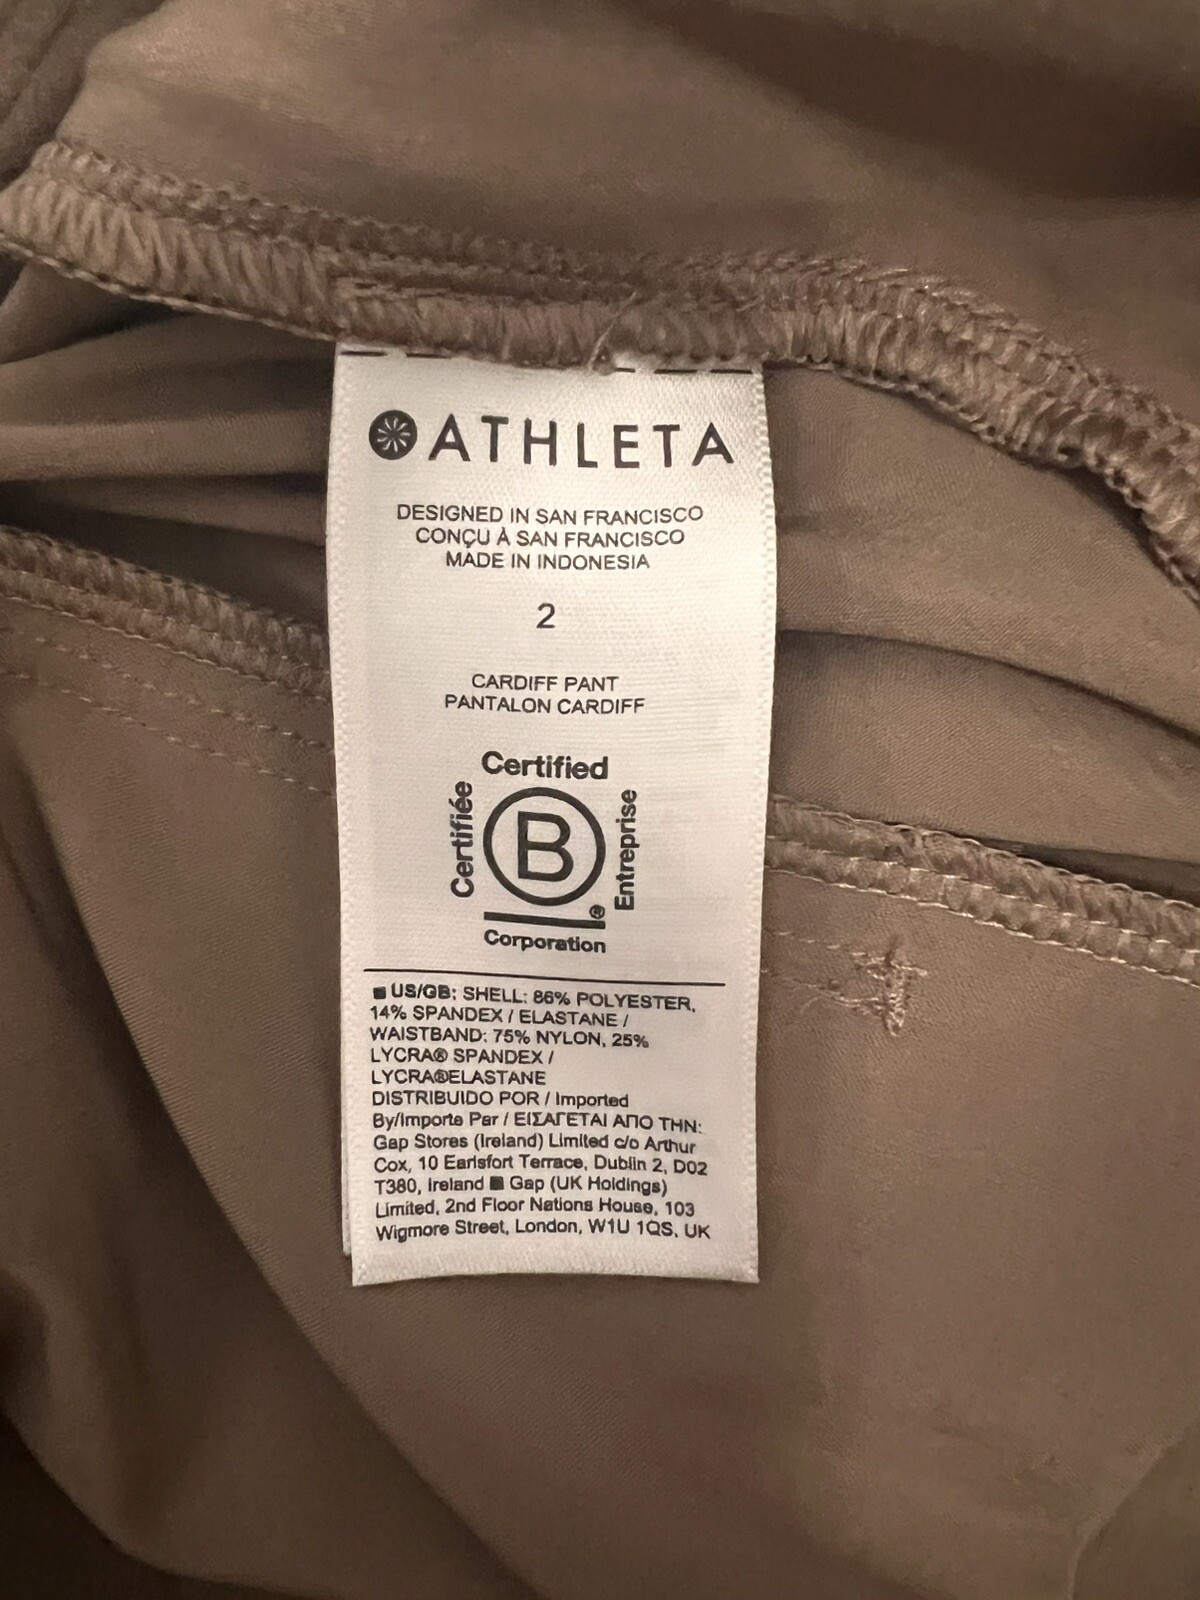 ATHLETA
DESIGNED IN SAN FRANCISCO
CONÇU À SAN FRANCISCO
MADE IN INDONESIA
2
CARDIFF PANT
PANTALON CARDIFF
Certified
Certifiée
B
Entreprise
®
Corporation
■ US/GB: SHELL: 86% POLYESTER,
14% SPANDEX / ELASTANE /
WAISTBAND: 75% NYLON, 25%
LYCRA® SPANDEX /
LYCRA®ELASTANE
DISTRIBUIDO POR / Imported
By/Importe Par / ΕΙΣΑΓΕΤΑΙ ΑΠΟ ΤΗΝ:
Gap Stores (Ireland) Limited c/o Arthur
Cox, 10 Earlsfort Terrace, Dublin 2, D02
T380, Ireland ■ Gap (UK Holdings)
Limited, 2nd Floor Nations House, 103
Wigmore Street, London, W1U 1QS, UK